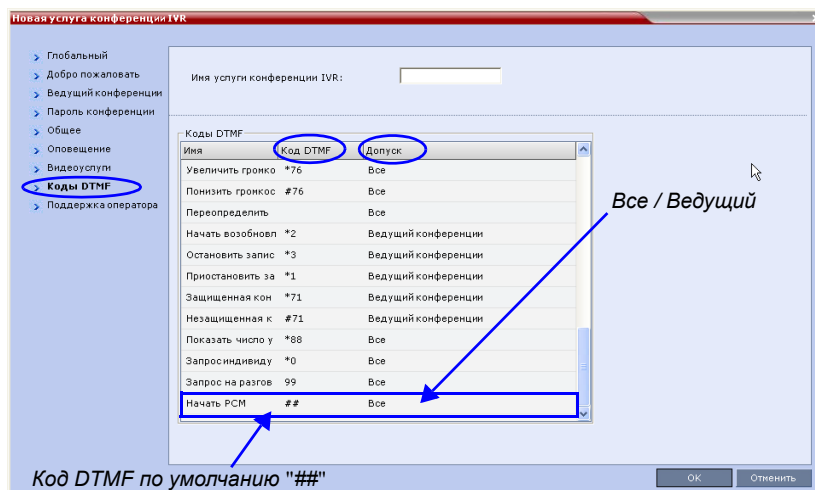 Новая услуга конференции IVR
Глобальный
Добро пожаловать
Ведущий конференции
Пароль конференции
Общее
Оповещение
Видеоуслуги
Коды DTMF
Поддержка оператора
Имя услуги конференции IVR:
Коды DTMF
Имя Код DTMF Допуск
Увеличить громко *76 Все
Понизить громкос #76 Все
Переопределить Все
Начать возобновл *2 Ведущий конференции
Остановить запис *3 Ведущий конференции
Приостановить за *1 Ведущий конференции
Защищенная кон *71 Ведущий конференции
Незащищенная к #71 Ведущий конференции
Показать число у *88 Все
Запрос индивиду *0 Все
Запрос на разгов 99 Все
Начать PCM ## Все
Все / Ведущий
Код DTMF по умолчанию "##"
OK Отменить